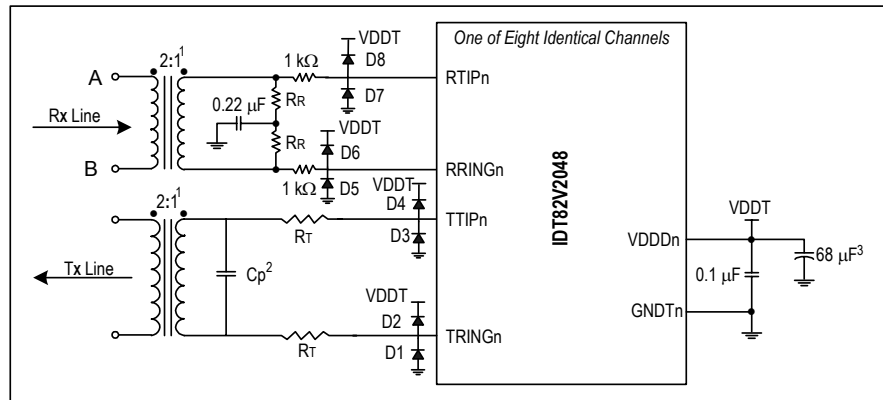 One of Eight Identical Channels
VDDT
2:1¹
1 kΩ
D8
A
RTIPn
RR
D7
0.22 µF
Rx Line
VDDT
RR
D6
B
RRINGn
1 kΩ
D5
VDDT
2:1¹
D4
TTIPn
RT
D3
IDT82V2048
VDDT
VDDDn
68 µF³
0.1 µF
Tx Line
Cp²
VDDT
GNDTn
D2
TRINGn
RT
D1